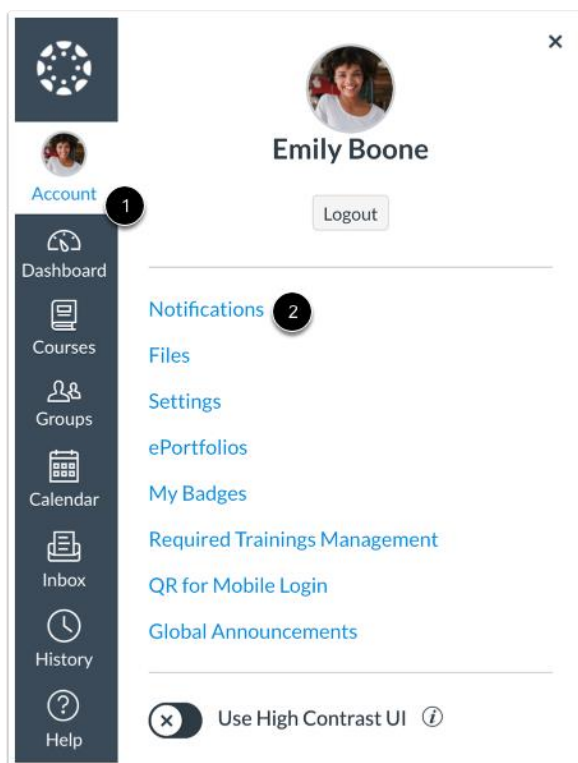 Emily Boone
Account
1
Logout
Dashboard
Notifications
2
Courses
Files
Settings
Groups
ePortfolios
Calendar
My Badges
Required Trainings Management
Inbox
QR for Mobile Login
Global Announcements
History
Use High Contrast UI
Help